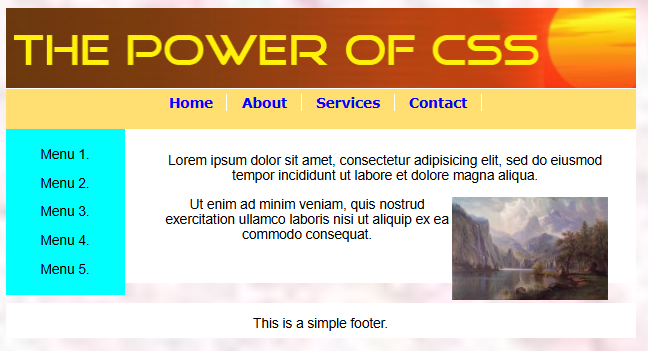 THE POWER OF CSS
Home About Services Contact
Menu 1.
Menu 2.
Menu 3.
Menu 4.
Menu 5.
Lorem ipsum dolor sit amet, consectetur adipisicing elit, sed do eiusmod
tempor incididunt ut labore et dolore magna aliqua.
Ut enim ad minim veniam, quis nostrud
exercitation ullamco laboris nisi ut aliquip ex ea
commodo consequat.
This is a simple footer.